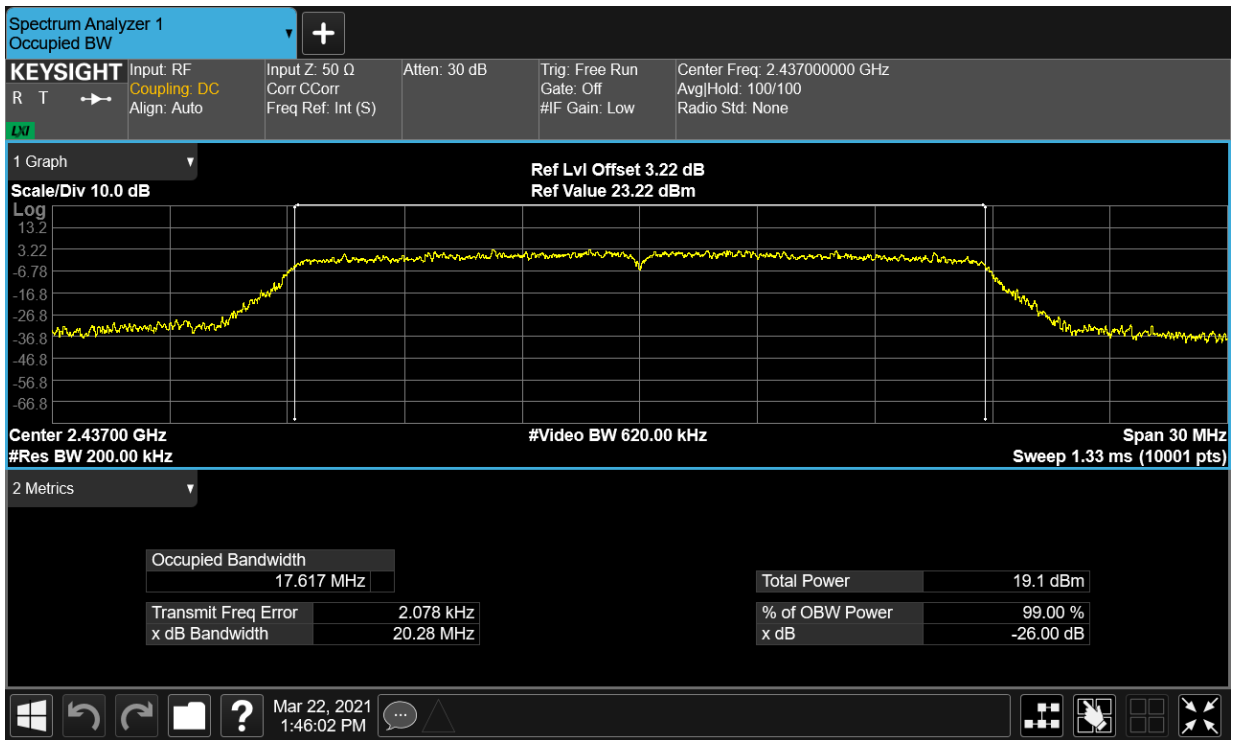 Spectrum Analyzer 1
Occupied BW
KEYSIGHT
R T
LXI
Input: RF
Coupling: DC
Align: Auto
Input Z: 50 Ω
Corr CCorr
Freq Ref: Int (S)
Atten: 30 dB
Trig: Free Run
Gate: Off
#IF Gain: Low
Center Freq: 2.437000000 GHz
Avg|Hold: 100/100
Radio Std: None
1 Graph
Ref Lvl Offset 3.22 dB
Scale/Div 10.0 dB
Ref Value 23.22 dBm
Log
13.2
3.22
-6.78
-16.8
-26.8
-36.8
-46.8
-56.8
-66.8
Center 2.43700 GHz
#Video BW 620.00 kHz
Span 30 MHz
#Res BW 200.00 kHz
Sweep 1.33 ms (10001 pts)
2 Metrics
Occupied Bandwidth
17.617 MHz
Total Power 19.1 dBm
Transmit Freq Error 2.078 kHz
% of OBW Power 99.00 %
x dB Bandwidth 20.28 MHz
x dB -26.00 dB
?
Mar 22, 2021
1:46:02 PM